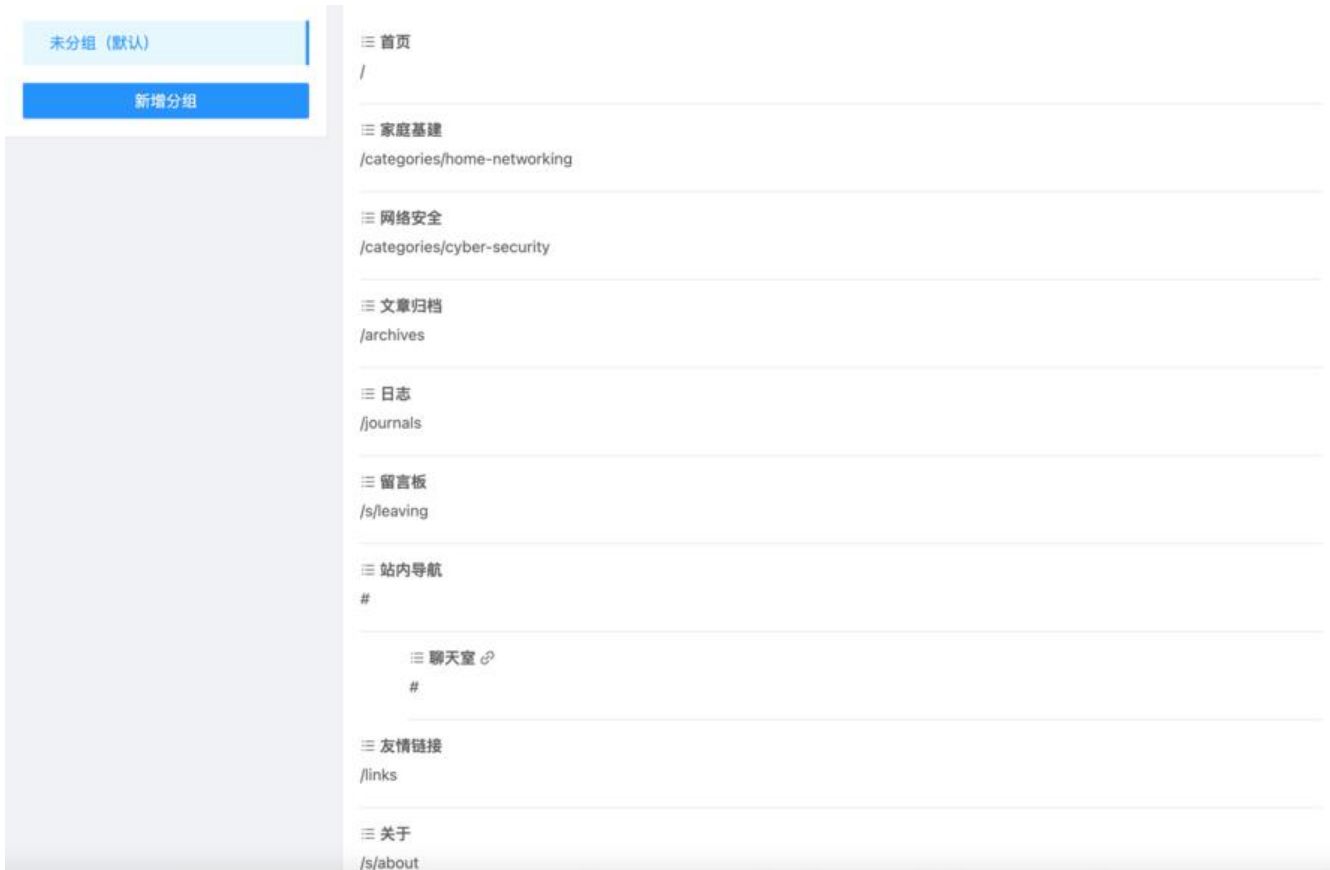 未分组（默认）
新增分组
首页
/
家庭基建
/categories/home-networking
网络安全
/categories/cyber-security
文章归档
/archives
日志
/journals
留言板
/s/leaving
站内导航
#
聊天室
#
友情链接
/links
关于
/s/about